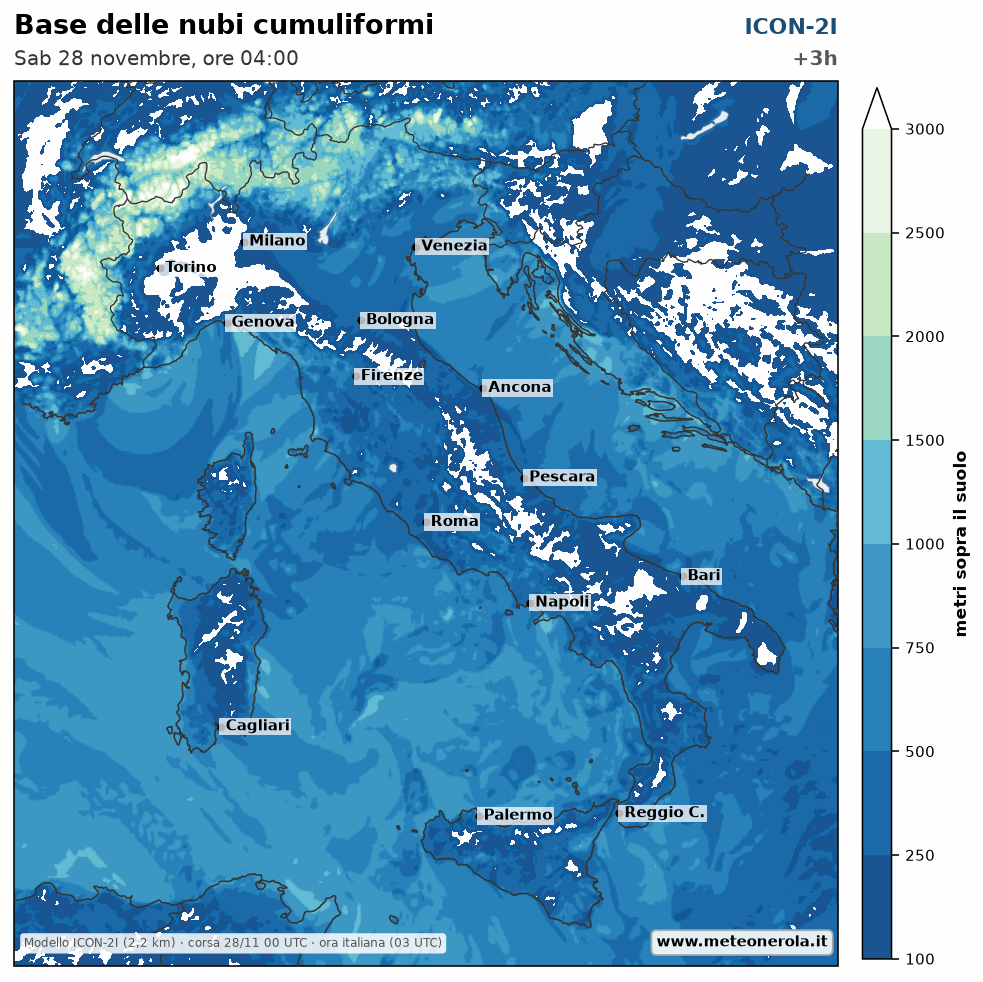 Base delle nubi cumuliformi
ICON-2I
Sab 28 novembre, ore 04:00
+3h
Milano
Venezia
Torino
Genova
Bologna
Firenze
Ancona
Pescara
Roma
Bari
Napoli
Cagliari
Palermo
Reggio C.
3000
2500
2000
1500
1000
750
500
250
100
metri sopra il suolo
Modello ICON-2I (2,2 km) · corsa 28/11 00 UTC · ora italiana (03 UTC)
www.meteonerola.it